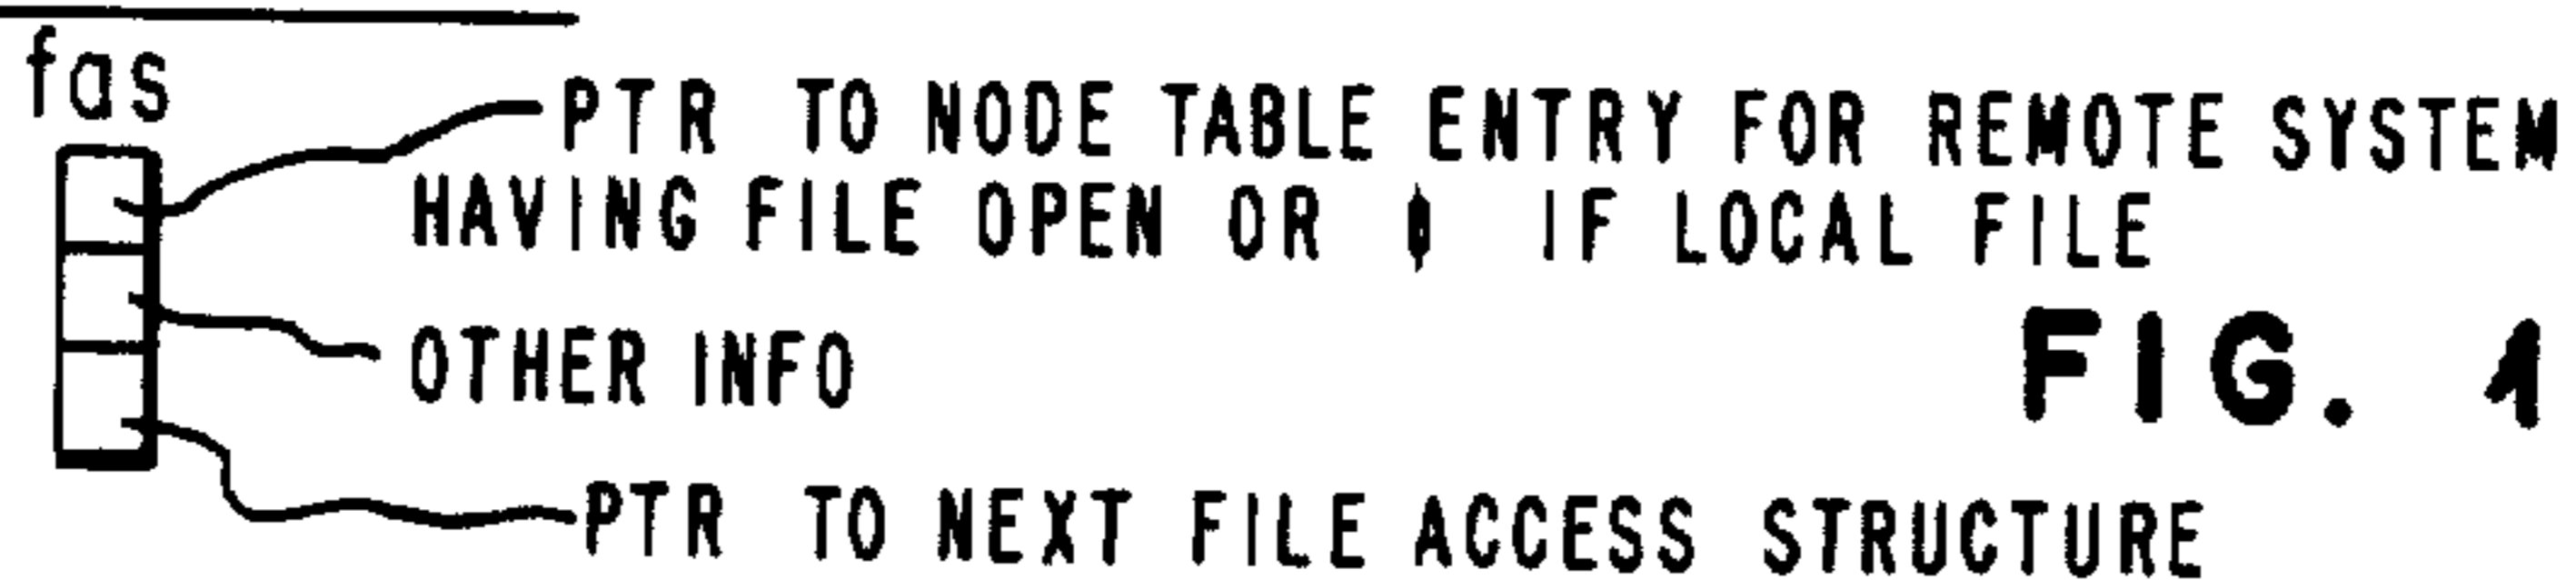 fas
PTR TO NODE TABLE ENTRY FOR REMOTE SYSTEM
HAVING FILE OPEN OR 0 IF LOCAL FILE
OTHER INFO
FIG. 1
PTR TO NEXT FILE ACCESS STRUCTURE